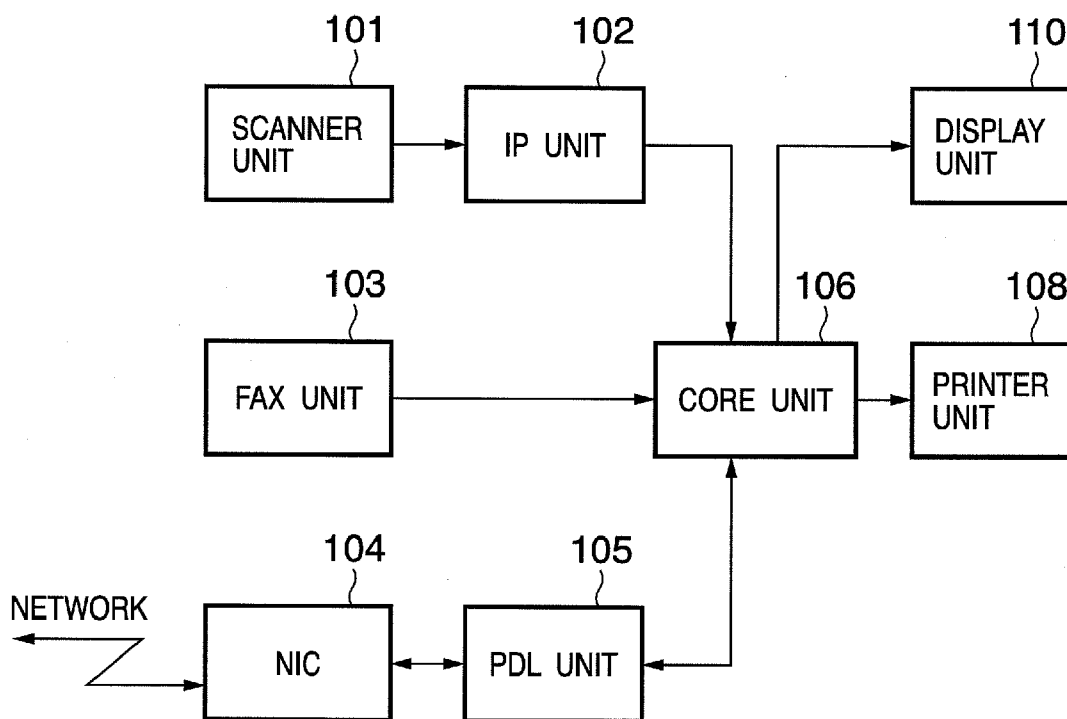 101
102
110
SCANNER
UNIT
IP UNIT
DISPLAY
UNIT
103
106
108
FAX UNIT
CORE UNIT
PRINTER
UNIT
104
105
NETWORK
NIC
PDL UNIT